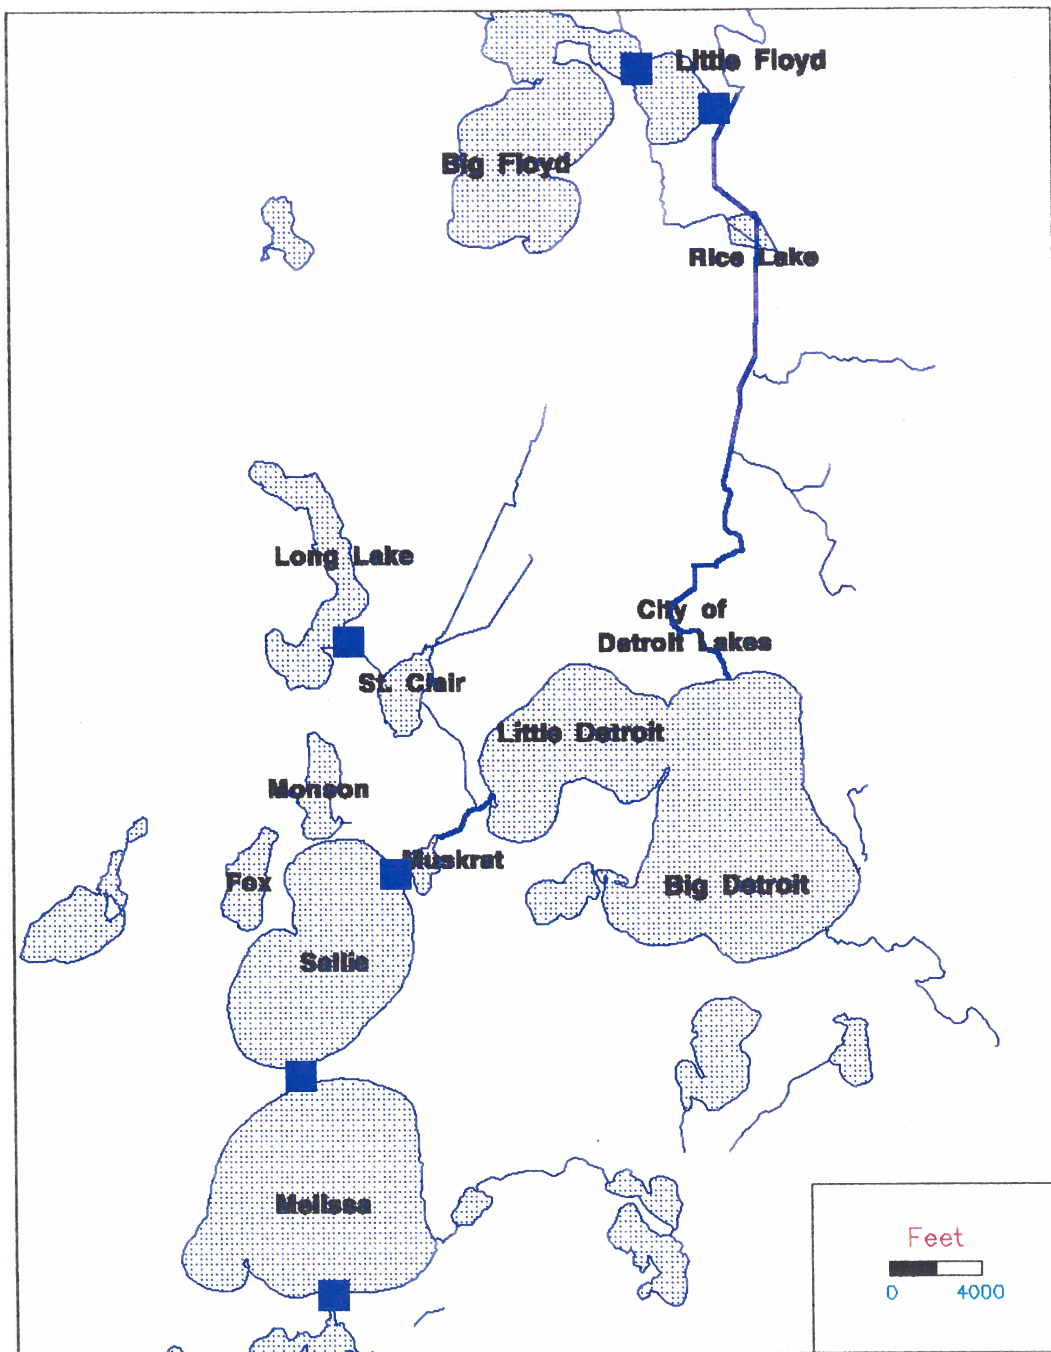 Little Floyd
Big Floyd
Rice Lake
Long Lake
City of
Detroit Lakes
St. Clair
Little Detroit
Monson
Muskrat
Fox
Big Detroit
Sallie
Melissa
Feet
0 4000